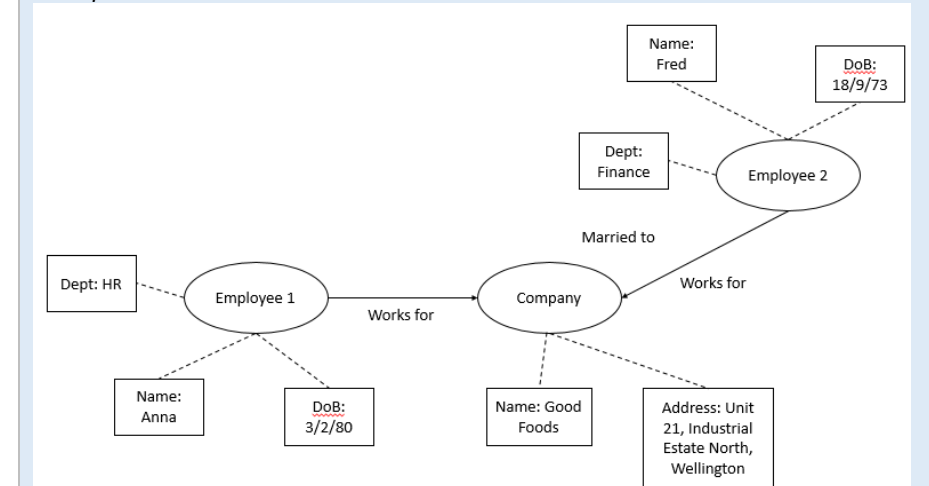 Name:
Fred
DoB:
18/9/73
Dept:
Finance
Employee 2
Married to
Dept: HR
Employee 1
Works for
Company
Works for
Name:
Anna
DoB:
3/2/80
Name: Good
Foods
Address: Unit
21, Industrial
Estate North,
Wellington